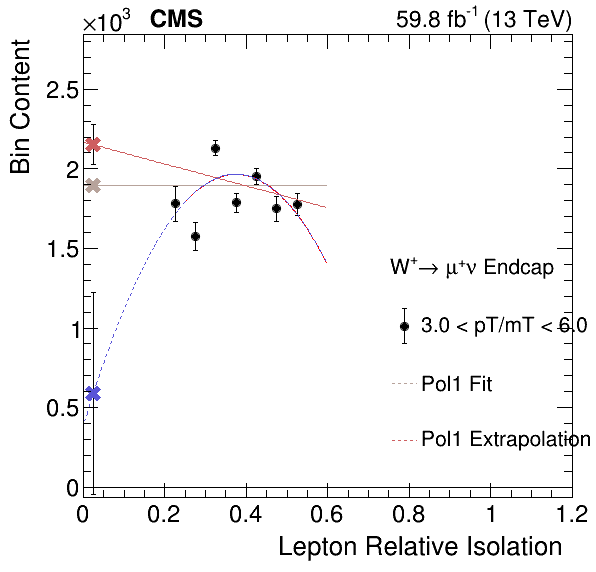 ×10³ CMS 59.8 fb⁻¹ (13 TeV)
Bin Content
2.5
2
1.5
1
0.5
0
W⁺→ μ⁺ν Endcap
3.0 < pT/mT < 6.0
Pol1 Fit
Pol1 Extrapolation
0 0.2 0.4 0.6 0.8 1 1.2
Lepton Relative Isolation